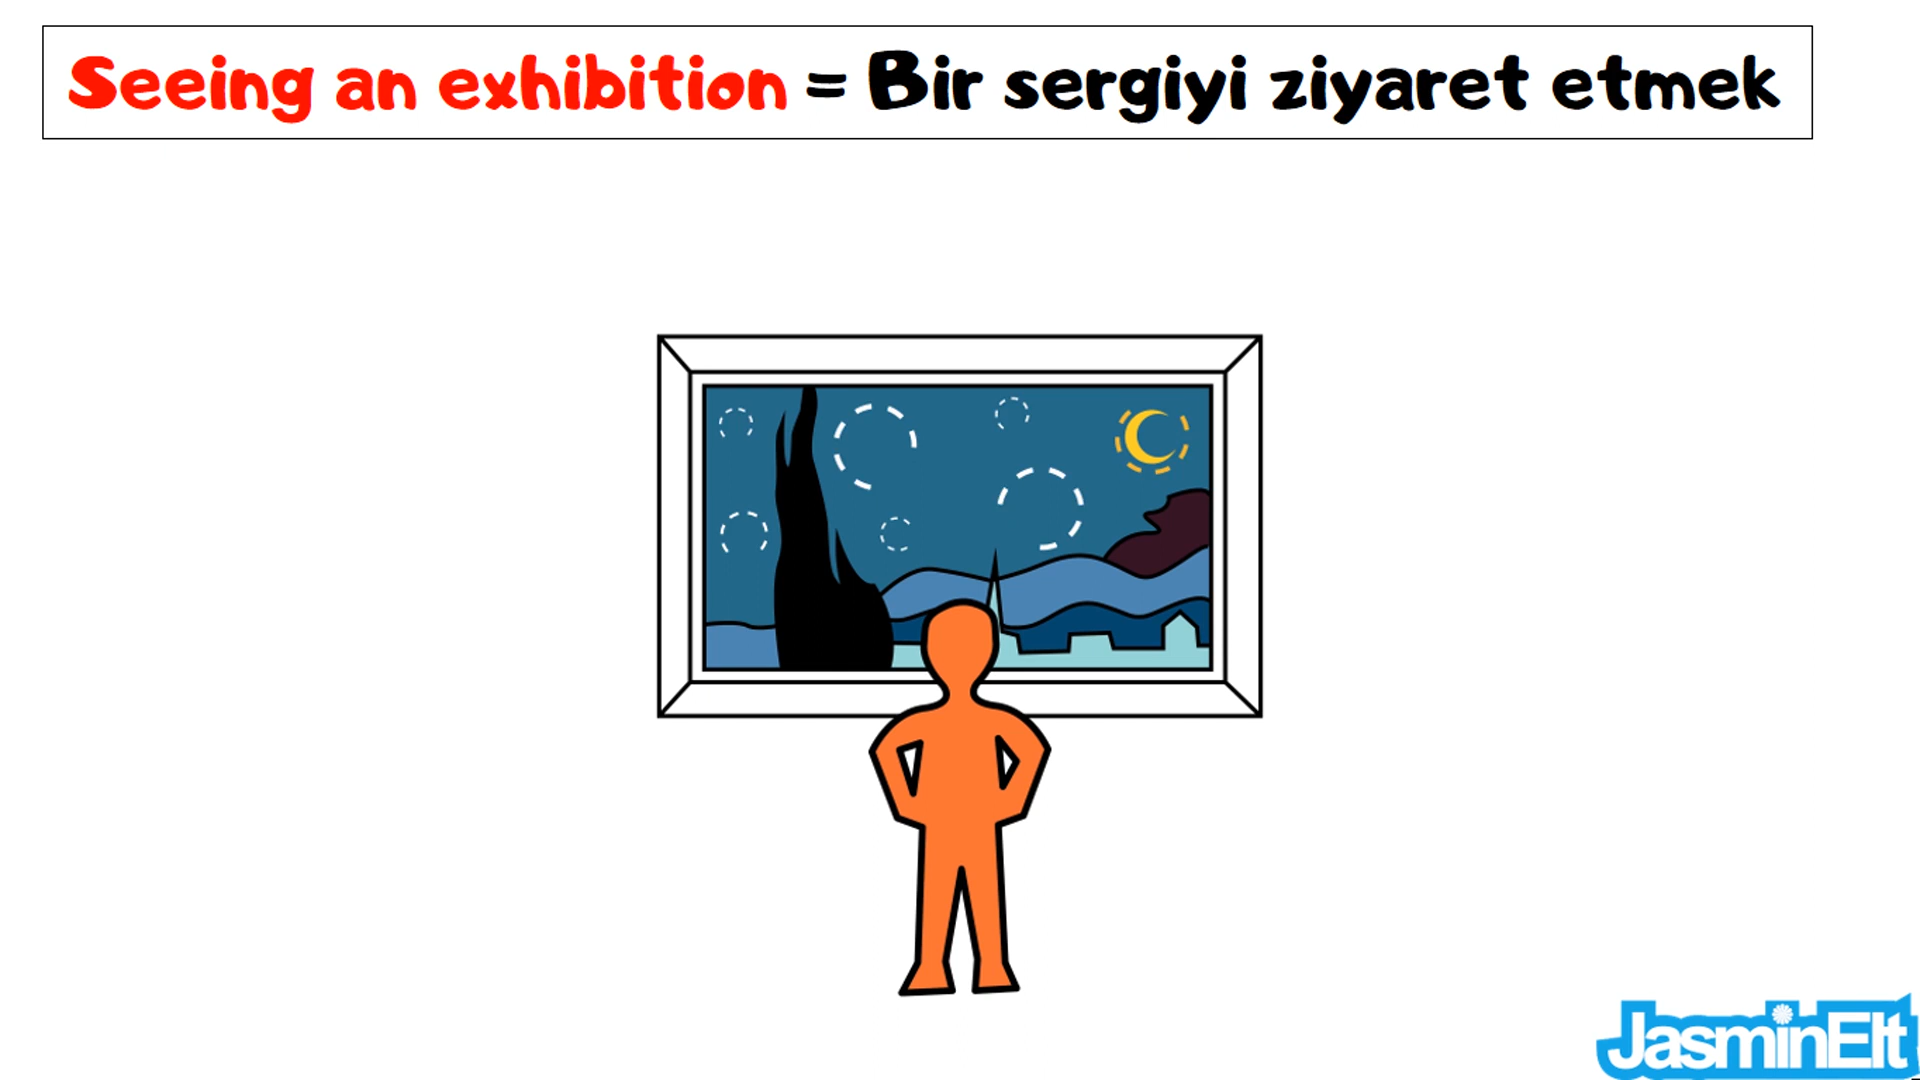 Seeing an exhibition = Bir sergiyi ziyaret etmek
JasminElt